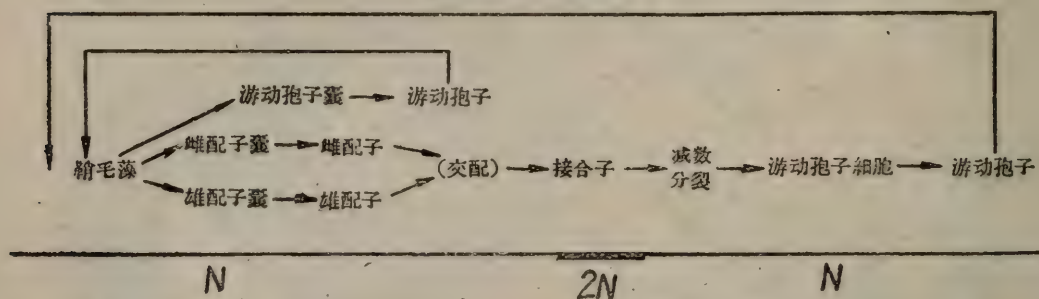 游动孢子囊 游动孢子
雌配子囊 雌配子
鞘毛藻 (交配) 接合子 减数分裂 游动孢子細胞 游动孢子
雄配子囊 雄配子
N 2N N